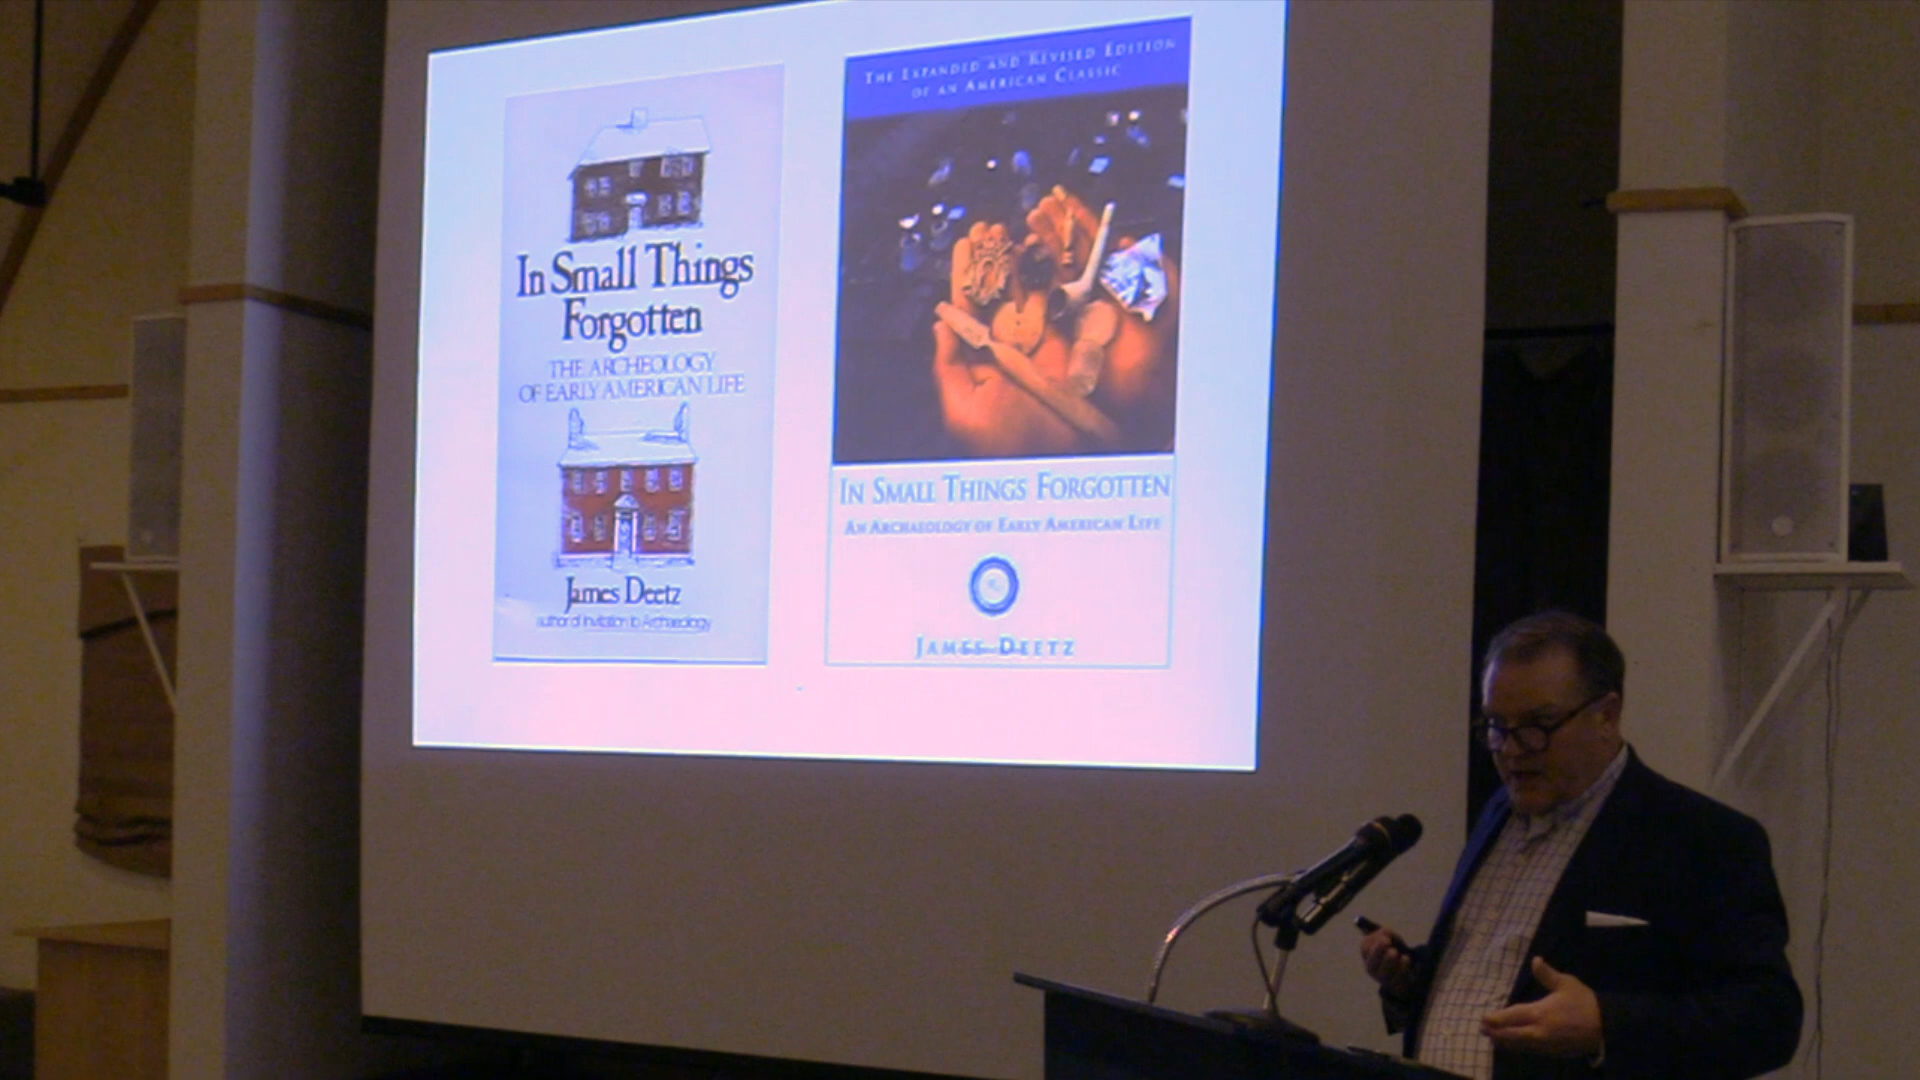 In Small Things
Forgotten
THE ARCHEOLOGY
OF EARLY AMERICAN LIFE
James Deetz
author of Invitation to Archaeology
THE EXPANDED AND REVISED EDITION
OF AN AMERICAN CLASSIC
IN SMALL THINGS FORGOTTEN
AN ARCHAEOLOGY OF EARLY AMERICAN LIFE
JAMES DEETZ